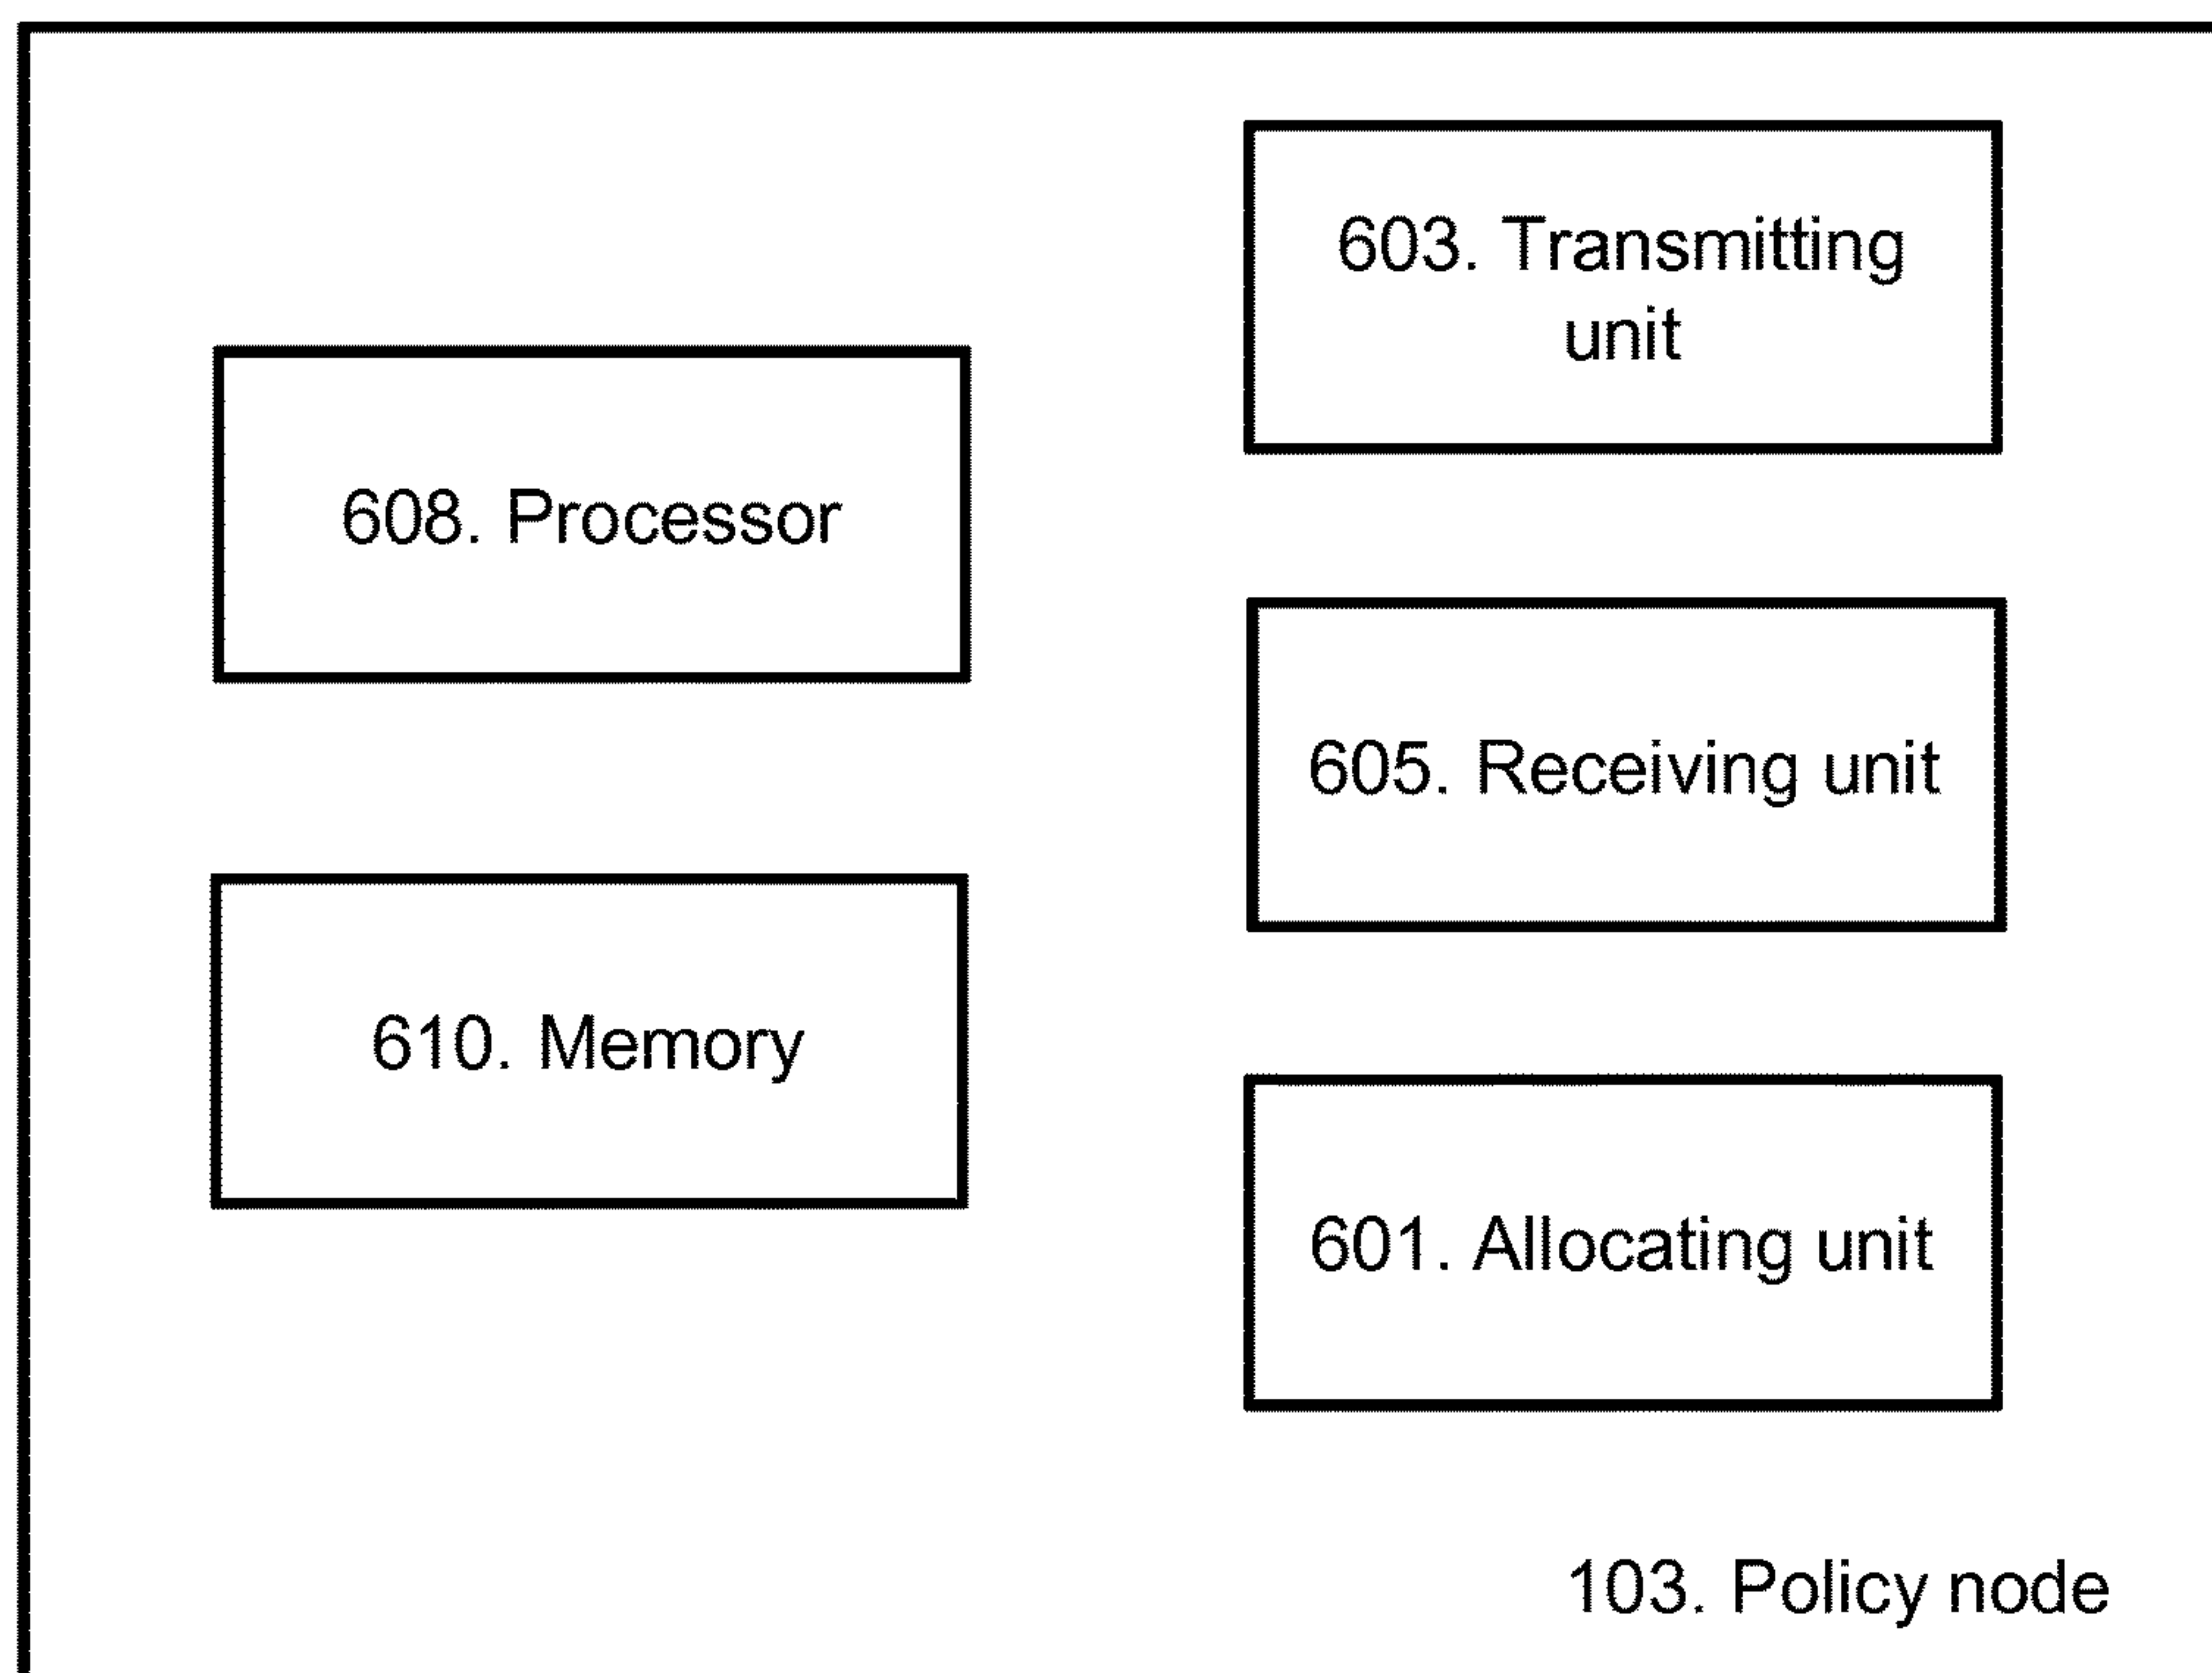 603. Transmitting
unit
608. Processor
605. Receiving unit
610. Memory
601. Allocating unit
103. Policy node